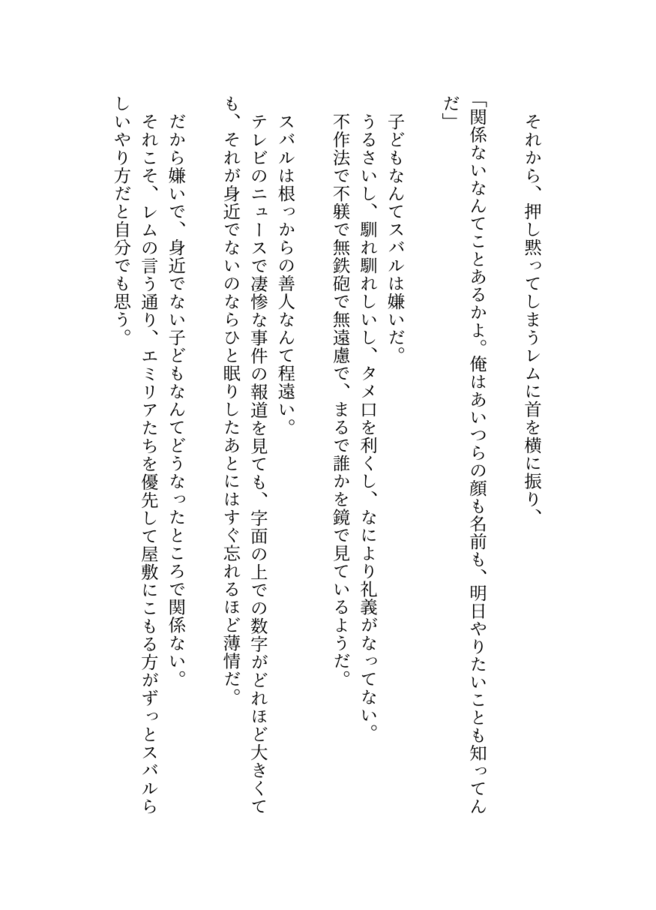 それから、押し黙ってしまうレムに首を横に振り、
「関係ないなんてことあるかよ。俺はあいつらの顔も名前も、明日やりたいことも知ってん
だ」
子どもなんてスバルは嫌いだ。
うるさいし、馴れ馴れしいし、タメ口を利くし、なにより礼義がなってない。
不作法で不躾で無鉄砲で無遠慮で、まるで誰かを鏡で見ているようだ。
スバルは根っからの善人なんて程遠い。
テレビのニュースで凄惨な事件の報道を見ても、字面の上での数字がどれほど大きくて
も、それが身近でないのならひと眠りしたあとにはすぐ忘れるほど薄情だ。
だから嫌いで、身近でない子どもなんてどうなったところで関係ない。
それこそ、レムの言う通り、エミリアたちを優先して屋敷にこもる方がずっとスバルら
しいやり方だと自分でも思う。